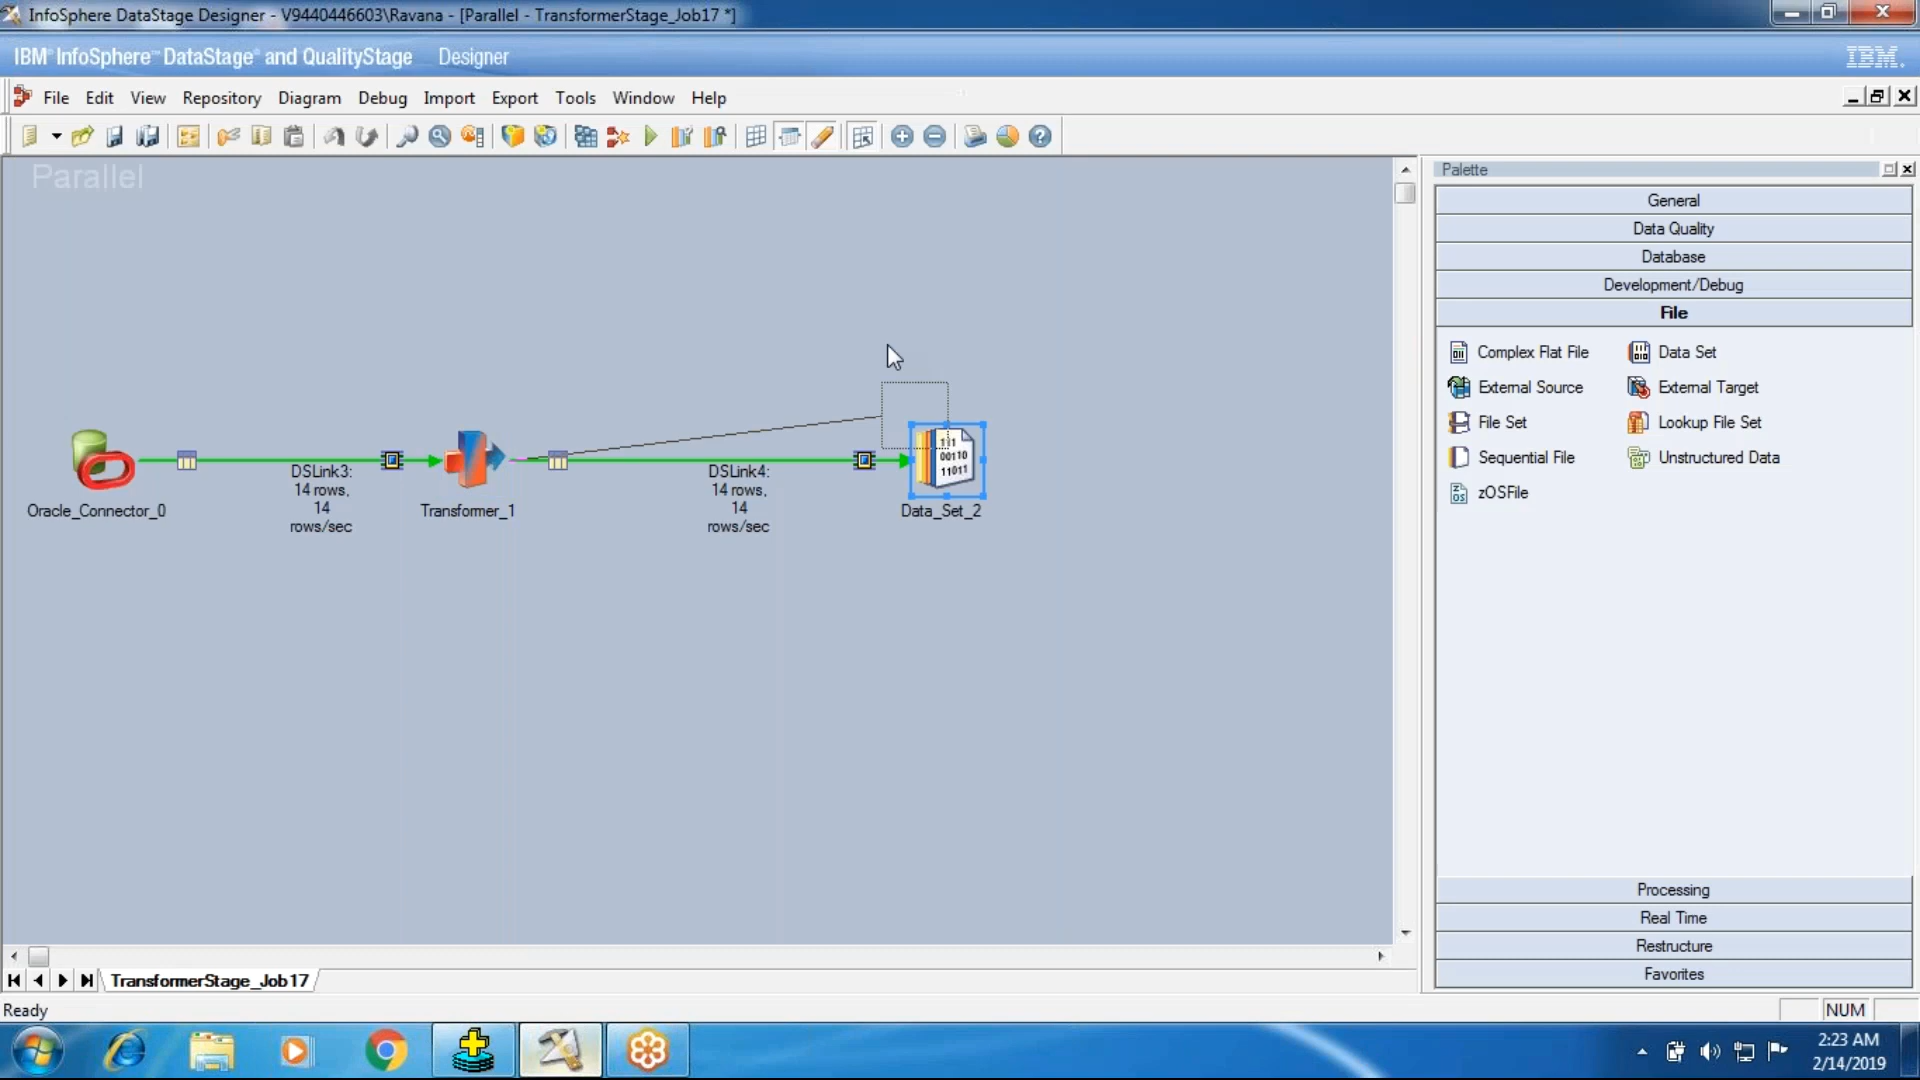 InfoSphere DataStage Designer - V9440446603\Ravana - [Parallel - TransformerStage_Job17 *]
IBM InfoSphere DataStage and QualityStage Designer
IBM
File Edit View Repository Diagram Debug Import Export Tools Window Help
Parallel
Palette
General
Data Quality
Database
Development/Debug
File
Complex Flat File
Data Set
External Source
External Target
File Set
Lookup File Set
Sequential File
Unstructured Data
zOSFile
Processing
Real Time
Restructure
Favorites
DSLink3:
14 rows,
14
rows/sec
DSLink4:
14 rows,
14
rows/sec
111
00110
11011
Oracle_Connector_0
Transformer_1
Data_Set_2
TransformerStage_Job17
Ready
NUM
2:23 AM
2/14/2019